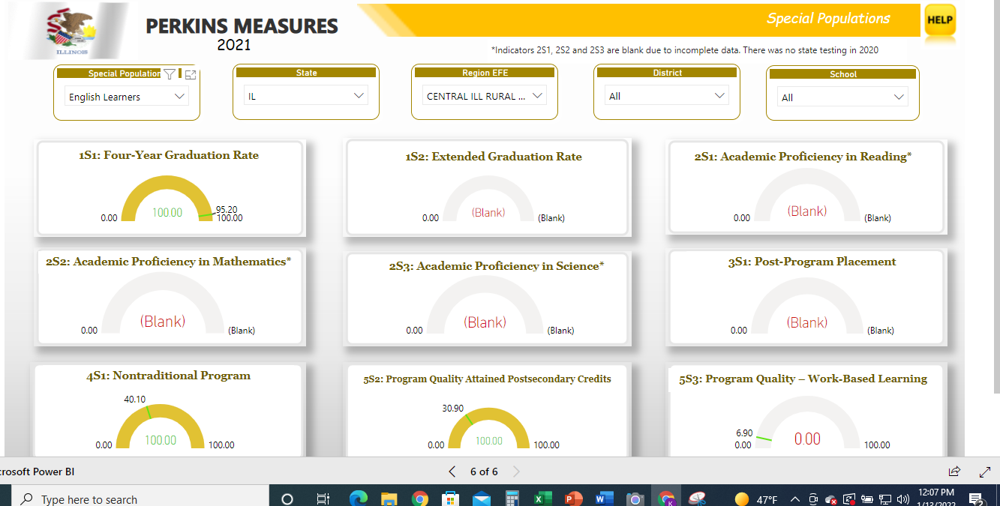 ILLINOIS
PERKINS MEASURES
2021
Special Populations
HELP
*Indicators 2S1, 2S2 and 2S3 are blank due to incomplete data. There was no state testing in 2020
Special Population
English Learners
State
IL
Region EFE
CENTRAL ILL RURAL ...
District
All
School
All
1S1: Four-Year Graduation Rate
95.20
0.00
100.00
100.00
1S2: Extended Graduation Rate
0.00
(Blank)
(Blank)
2S1: Academic Proficiency in Reading*
0.00
(Blank)
(Blank)
2S2: Academic Proficiency in Mathematics*
0.00
(Blank)
(Blank)
2S3: Academic Proficiency in Science*
0.00
(Blank)
(Blank)
3S1: Post-Program Placement
0.00
(Blank)
(Blank)
4S1: Nontraditional Program
40.10
0.00
100.00
100.00
5S2: Program Quality Attained Postsecondary Credits
30.90
0.00
100.00
100.00
5S3: Program Quality – Work-Based Learning
6.90
0.00
0.00
100.00
crosoft Power BI
6 of 6
Type here to search
47°F
12:07 PM
1/13/2022
2